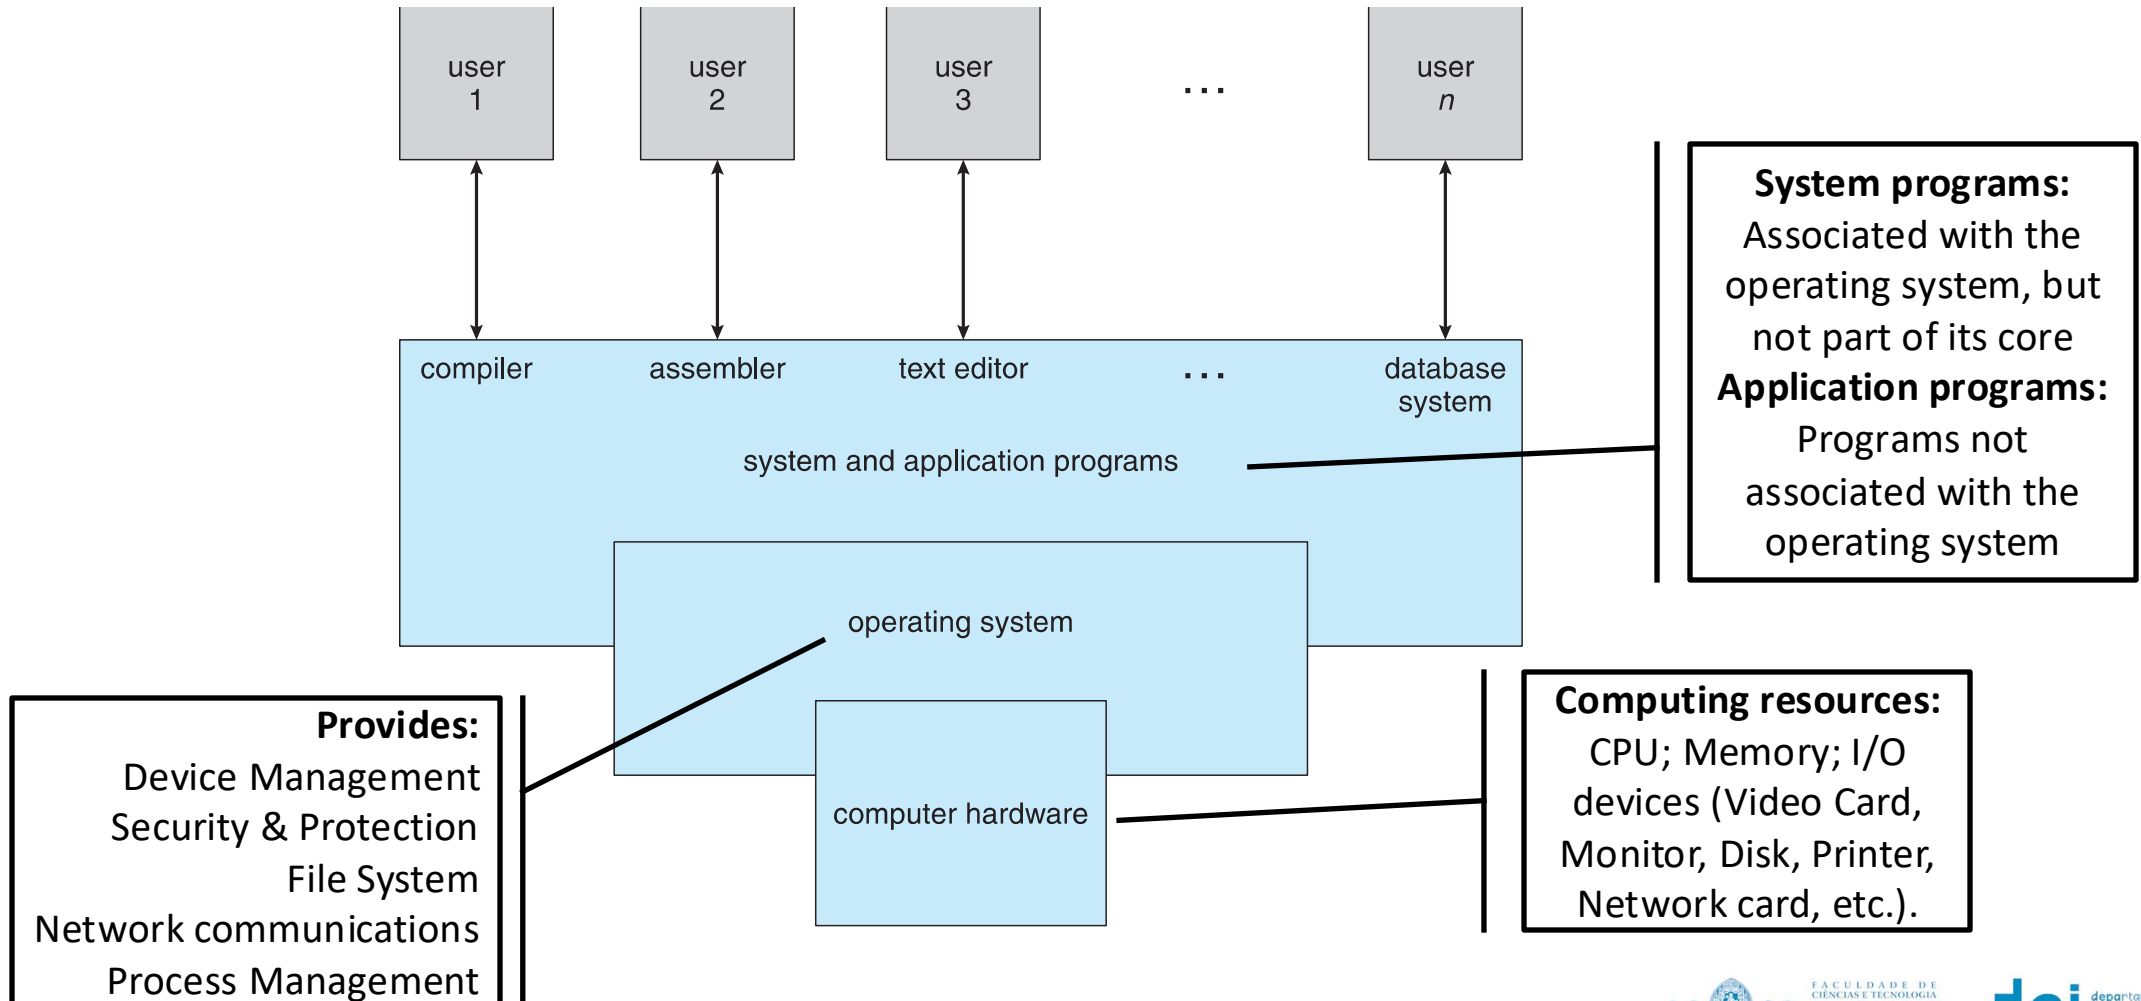 user
1
user
2
user
3
...
user
n
compiler
assembler
text editor
...
database
system
system and application programs
operating system
computer hardware
System programs:
Associated with the
operating system, but
not part of its core
Application programs:
Programs not
associated with the
operating system
Provides:
Device Management
Security & Protection
File System
Network communications
Process Management
Computing resources:
CPU; Memory; I/O
devices (Video Card,
Monitor, Disk, Printer,
Network card, etc.).
FACULDADE DE
CIÊNCIAS E TECNOLOGIA
departa